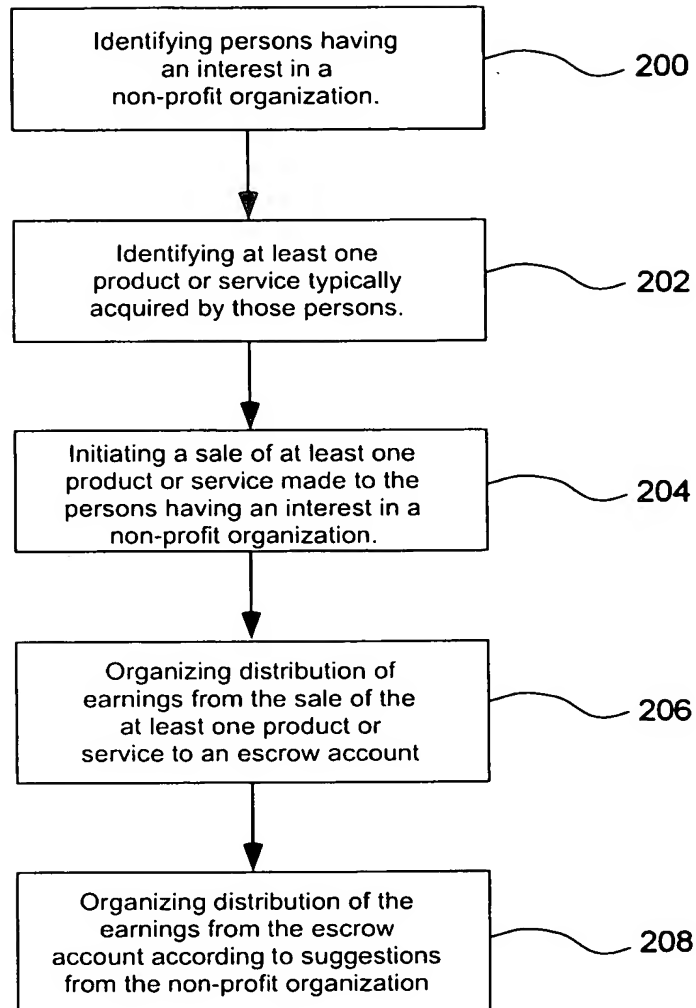 Identifying persons having
an interest in a
non-profit organization.
200
Identifying at least one
product or service typically
acquired by those persons.
202
Initiating a sale of at least one
product or service made to the
persons having an interest in a
non-profit organization.
204
Organizing distribution of
earnings from the sale of the
at least one product or
service to an escrow account
206
Organizing distribution of the
earnings from the escrow
account according to suggestions
from the non-profit organization
208